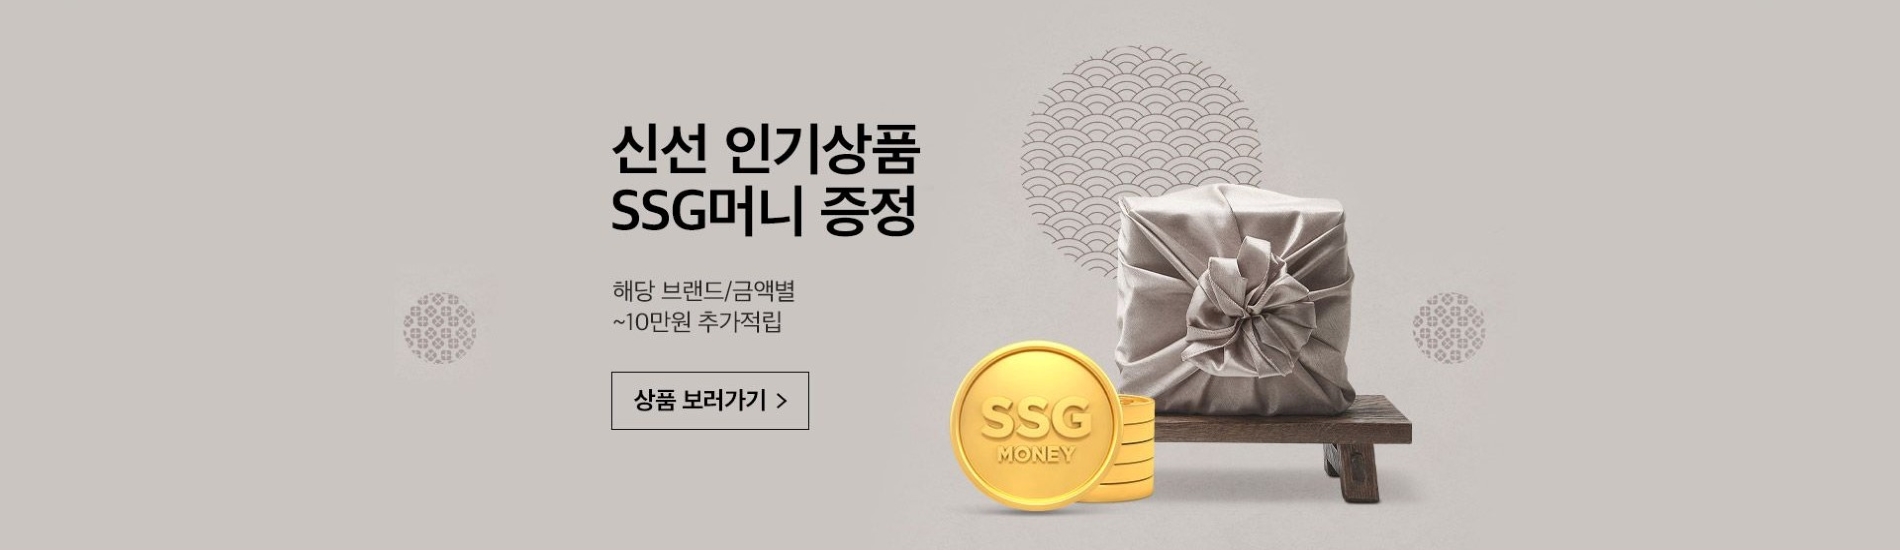 신선 인기상품
SSG머니 증정
해당 브랜드/금액별
~10만원 추가적립
상품 보러가기 >
SSG
MONEY